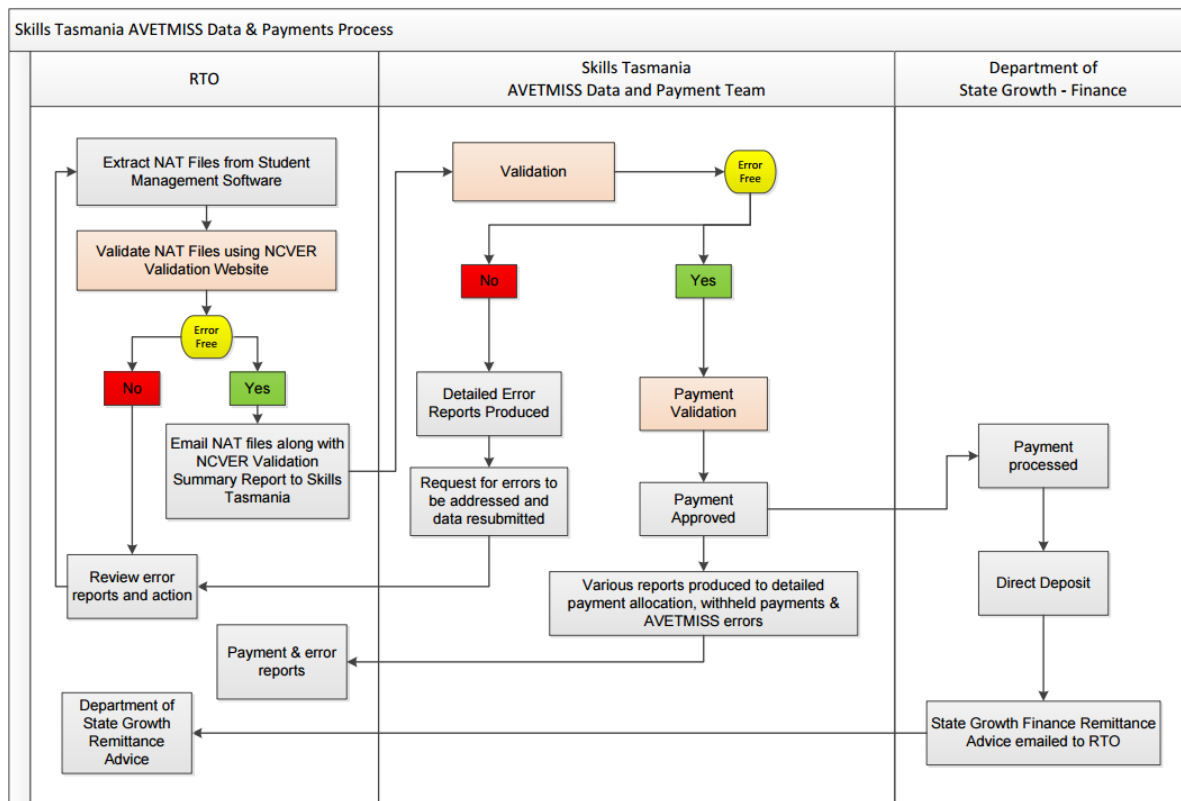 Skills Tasmania AVETMISS Data & Payments Process
RTO
Skills Tasmania
AVETMISS Data and Payment Team
Department of
State Growth - Finance
Extract NAT Files from Student
Management Software
Validate NAT Files using NCVER
Validation Website
Error
Free
No
Yes
Email NAT files along with
NCVER Validation
Summary Report to Skills
Tasmania
Review error
reports and action
Payment & error
reports
Department of
State Growth
Remittance
Advice
Validation
Error
Free
No
Yes
Detailed Error
Reports Produced
Request for errors to
be addressed and
data resubmitted
Payment
Validation
Payment
Approved
Various reports produced to detailed
payment allocation, withheld payments &
AVETMISS errors
Payment
processed
Direct Deposit
State Growth Finance Remittance
Advice emailed to RTO